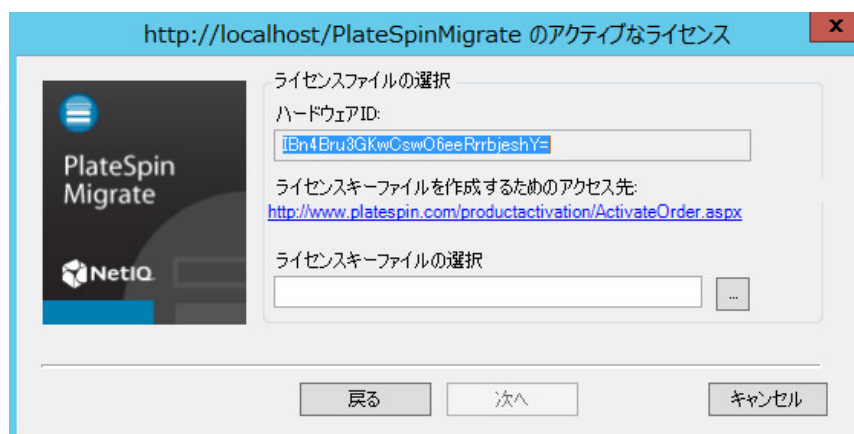 http://localhost/PlateSpinMigrate のアクティブなライセンス
x
ライセンスファイルの選択
ハードウェアID:
IBn4Bru3GKwCswO6eeRrrbjeshY=
PlateSpin
Migrate
ライセンスキーファイルを作成するためのアクセス先:
http://www.platespin.com/productactivation/ActivateOrder.aspx
ライセンスキーファイルの選択
NetIQ.
...
戻る
次へ
キャンセル